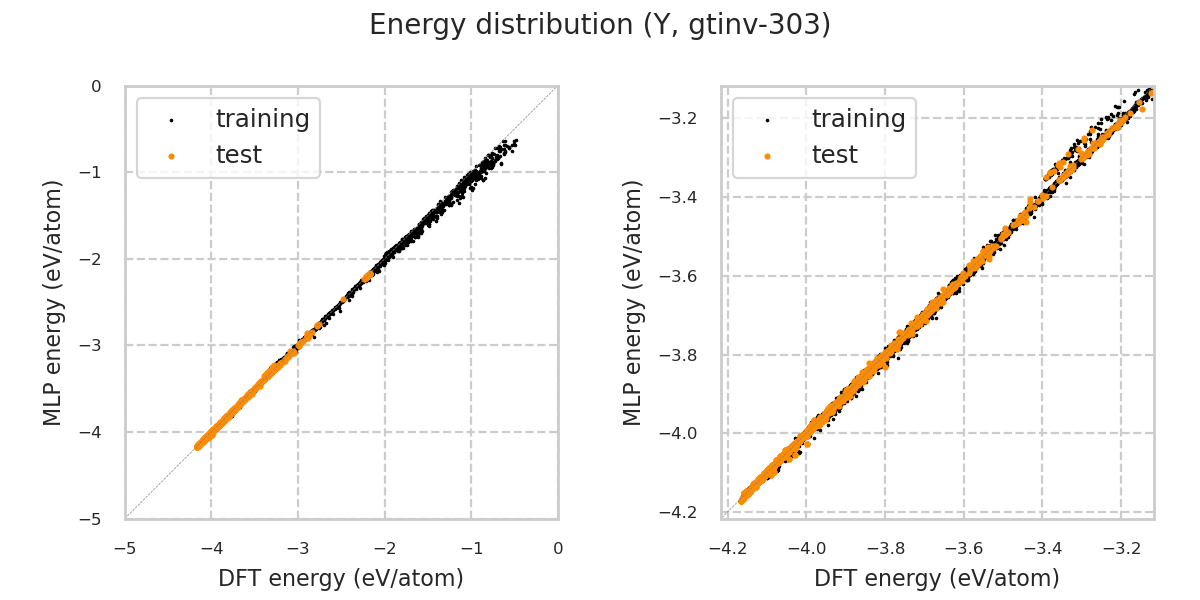 Energy distribution (Y, gtinv-303)
training
test
0
−1
−2
−3
−4
−5
MLP energy (eV/atom)
−5
−4
−3
−2
−1
0
DFT energy (eV/atom)
training
test
−3.2
−3.4
−3.6
−3.8
−4.0
−4.2
MLP energy (eV/atom)
−4.2
−4.0
−3.8
−3.6
−3.4
−3.2
DFT energy (eV/atom)